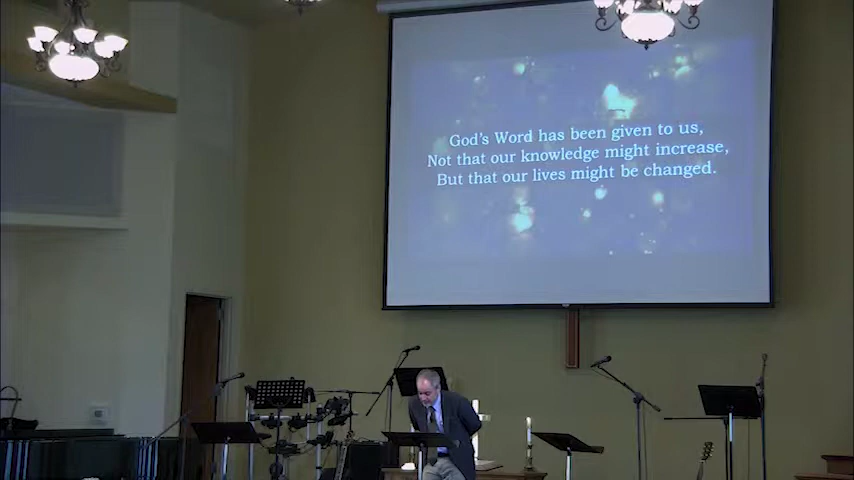 God's Word has been given to us,
Not that our knowledge might increase,
But that our lives might be changed.